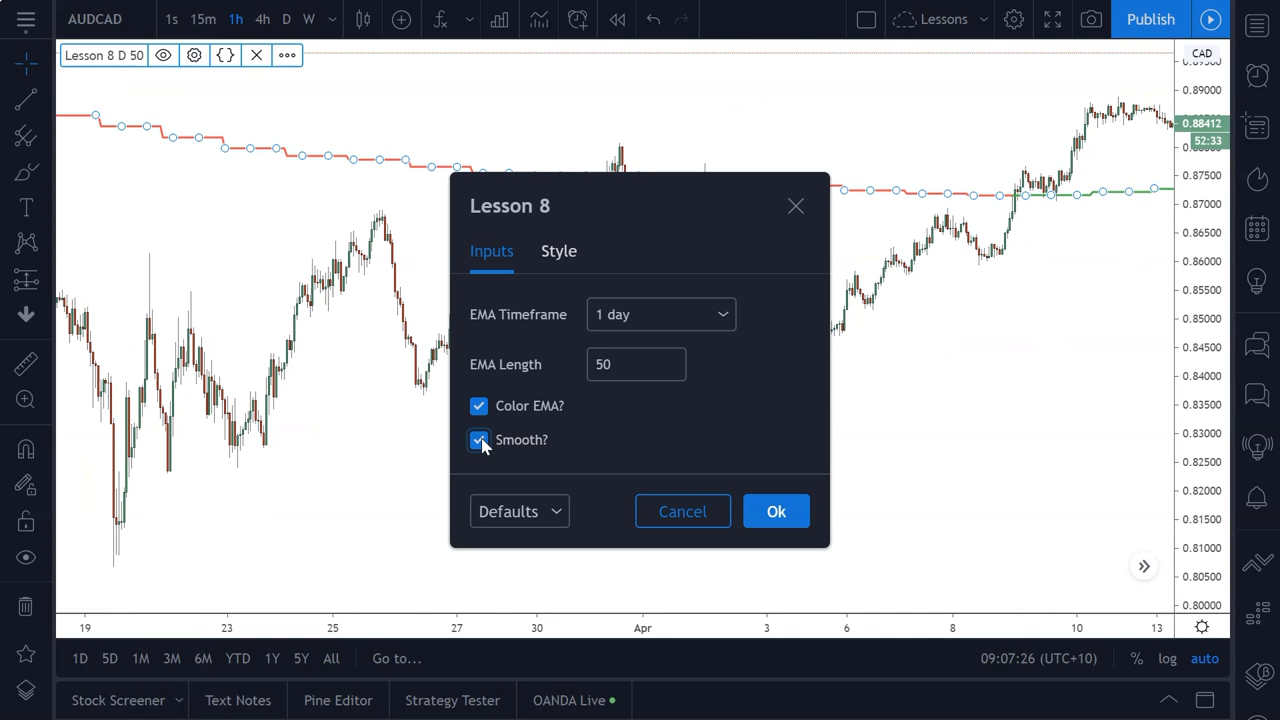 AUDCAD 1s 15m 1h 4h D W Lessons Publish
Lesson 8 D 50
CAD
0.89000
0.88412
52:33
0.88000
0.87500
0.87000
0.86500
0.86000
0.85500
0.85000
0.84500
0.84000
0.83500
0.83000
0.82500
0.82000
0.81500
0.81000
0.80500
0.80000
Lesson 8
Inputs Style
EMA Timeframe 1 day
EMA Length 50
Color EMA?
Smooth?
Defaults Cancel Ok
19 23 25 27 30 Apr 3 6 8 10 13
1D 5D 1M 3M 6M YTD 1Y 5Y All Go to... 09:07:26 (UTC+10) % log auto
Stock Screener Text Notes Pine Editor Strategy Tester OANDA Live